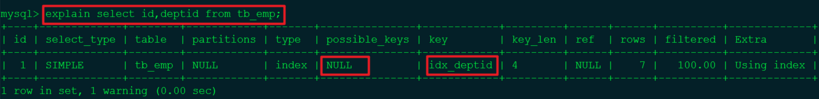 mysql> explain select id,deptid from tb_emp;
+----+-------------+--------+------------+-------+---------------+------------+---------+------+------+----------+-------------+
| id | select_type | table | partitions | type | possible_keys | key | key_len | ref | rows | filtered | Extra |
+----+-------------+--------+------------+-------+---------------+------------+---------+------+------+----------+-------------+
| 1 | SIMPLE | tb_emp | NULL | index | NULL | idx_deptid | 4 | NULL | 7 | 100.00 | Using index |
+----+-------------+--------+------------+-------+---------------+------------+---------+------+------+----------+-------------+
1 row in set, 1 warning (0.00 sec)